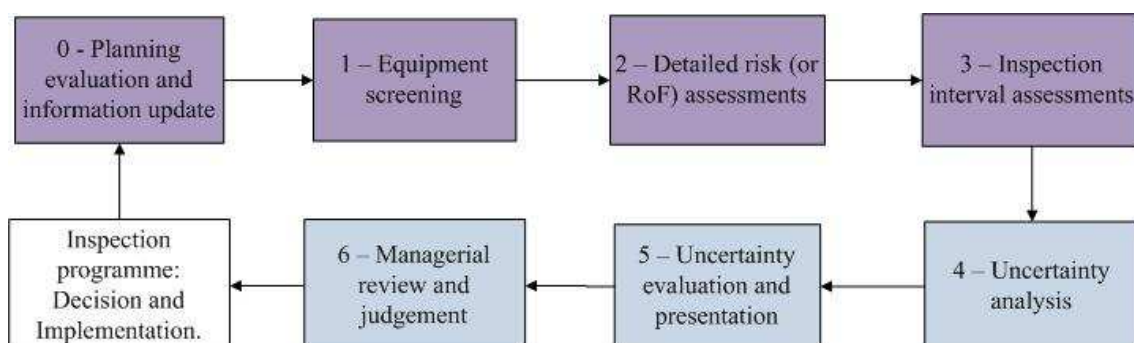 0 - Planning
evaluation and
information update
1 – Equipment
screening
2 – Detailed risk (or
RoF) assessments
3 – Inspection
interval assessments
4 – Uncertainty
analysis
5 – Uncertainty
evaluation and
presentation
6 – Managerial
review and
judgement
Inspection
programme:
Decision and
Implementation.